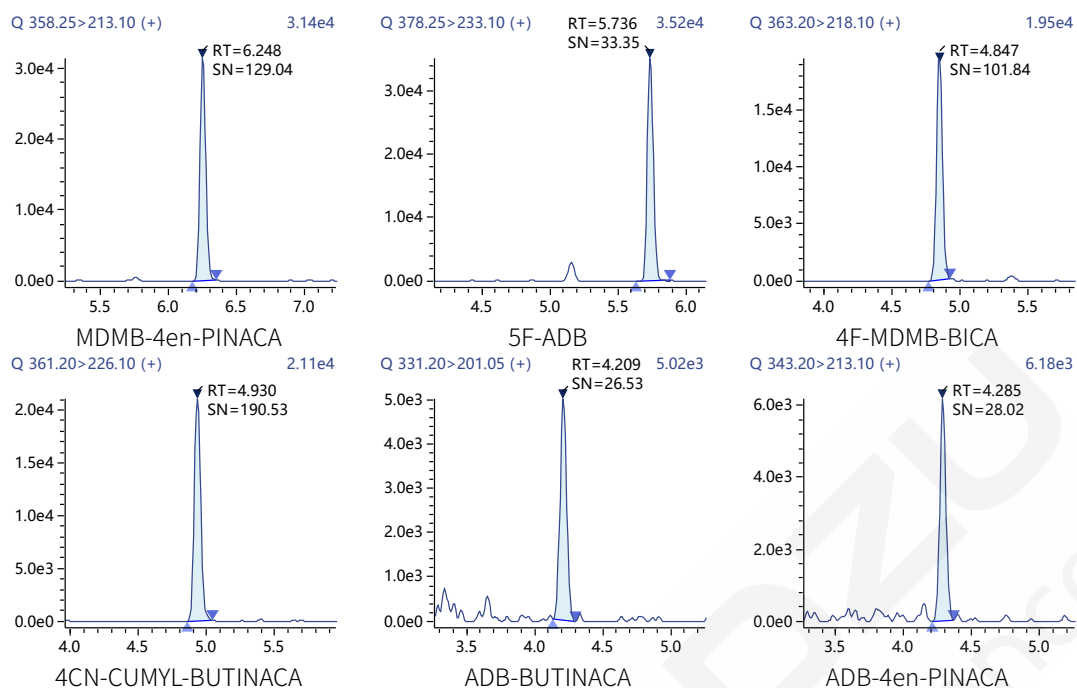 Q 358.25>213.10 (+) 3.14e4
RT=6.248
SN=129.04
3.0e4
2.0e4
1.0e4
0.0e0
5.5 6.0 6.5 7.0
MDMB-4en-PINACA
Q 378.25>233.10 (+) 3.52e4
RT=5.736
SN=33.35
3.0e4
2.0e4
1.0e4
0.0e0
4.5 5.0 5.5 6.0
5F-ADB
Q 363.20>218.10 (+) 1.95e4
RT=4.847
SN=101.84
1.5e4
1.0e4
5.0e3
0.0e0
4.0 4.5 5.0 5.5
4F-MDMB-BICA
Q 361.20>226.10 (+) 2.11e4
RT=4.930
SN=190.53
2.0e4
1.5e4
1.0e4
5.0e3
0.0e0
4.0 4.5 5.0 5.5
4CN-CUMYL-BUTINACA
Q 331.20>201.05 (+) 5.02e3
RT=4.209
SN=26.53
5.0e3
4.0e3
3.0e3
2.0e3
1.0e3
0.0e0
3.5 4.0 4.5 5.0
ADB-BUTINACA
Q 343.20>213.10 (+) 6.18e3
RT=4.285
SN=28.02
6.0e3
4.0e3
2.0e3
0.0e0
3.5 4.0 4.5 5.0
ADB-4en-PINACA